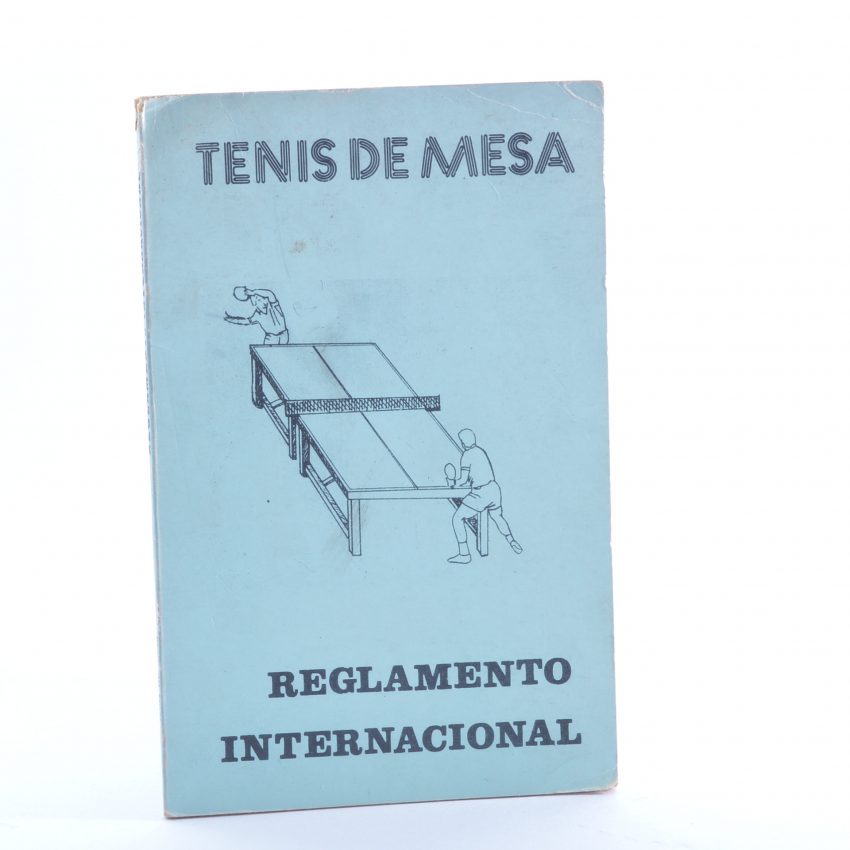 TENIS DE MESA
REGLAMENTO
INTERNACIONAL